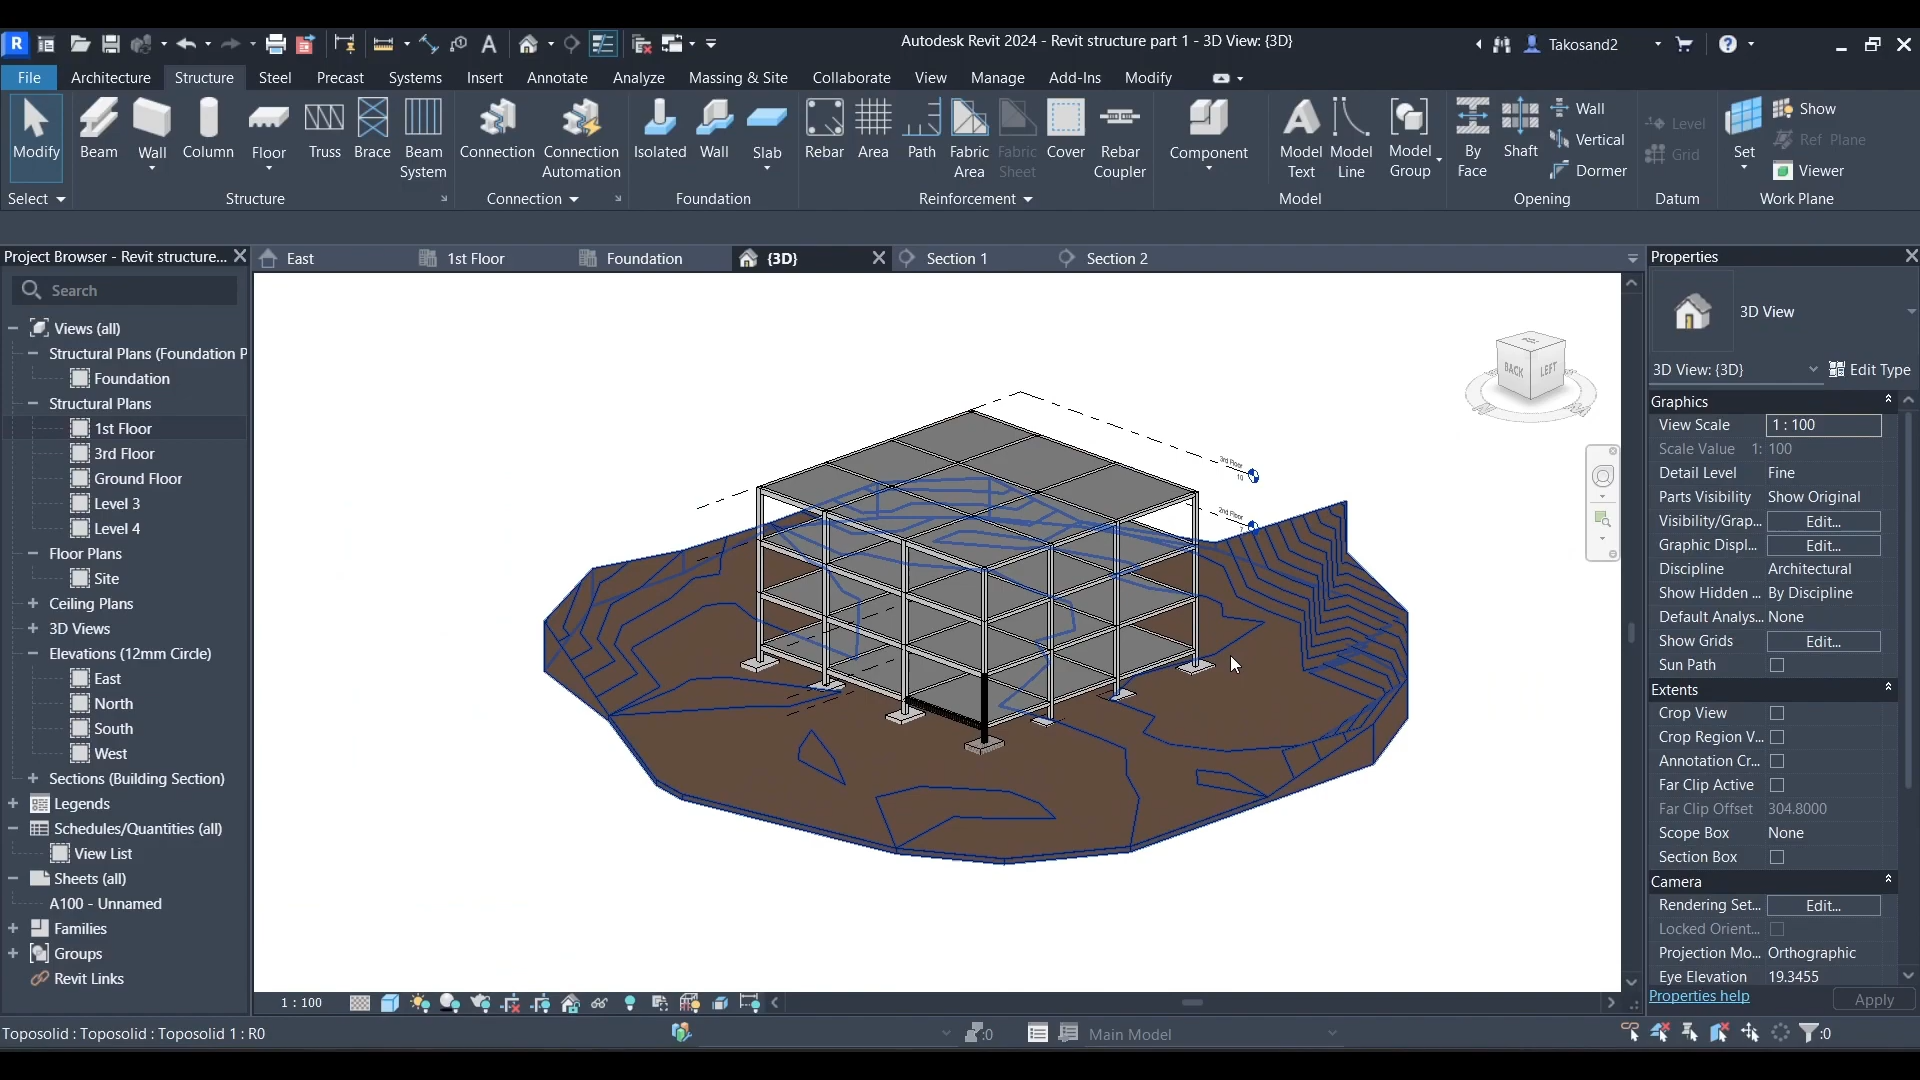 Autodesk Revit 2024 - Revit structure part 1 - 3D View: {3D}
Takosand2
File Architecture Structure Steel Precast Systems Insert Annotate Analyze Massing & Site Collaborate View Manage Add-Ins Modify
Modify
Beam
Wall
Column
Floor
Truss
Brace
Beam
System
Connection
Connection
Automation
Isolated
Wall
Slab
Rebar
Area
Path
Fabric
Area
Fabric
Sheet
Cover
Rebar
Coupler
Component
Model
Text
Model
Line
Model
Group
By
Face
Shaft
Wall
Vertical
Dormer
Level
Grid
Set
Show
Ref Plane
Viewer
Select
Structure
Connection
Foundation
Reinforcement
Model
Opening
Datum
Work Plane
Project Browser - Revit structure...
Search
Views (all)
Structural Plans (Foundation P
Foundation
Structural Plans
1st Floor
3rd Floor
Ground Floor
Level 3
Level 4
Floor Plans
Site
Ceiling Plans
3D Views
Elevations (12mm Circle)
East
North
South
West
Sections (Building Section)
Legends
Schedules/Quantities (all)
View List
Sheets (all)
A100 - Unnamed
Families
Groups
Revit Links
East
1st Floor
Foundation
{3D}
Section 1
Section 2
BACK
LEFT
3rd Floor
10
2nd Floor
7
Properties
3D View
3D View: {3D}
Edit Type
Graphics
View Scale 1 : 100
Scale Value 1: 100
Detail Level Fine
Parts Visibility Show Original
Visibility/Grap... Edit...
Graphic Displ... Edit...
Discipline Architectural
Show Hidden ... By Discipline
Default Analys... None
Show Grids Edit...
Sun Path
Extents
Crop View
Crop Region V...
Annotation Cr...
Far Clip Active
Far Clip Offset 304.8000
Scope Box None
Section Box
Camera
Rendering Set... Edit...
Locked Orient...
Projection Mo... Orthographic
Eye Elevation 19.3455
Properties help
Apply
1 : 100
Toposolid : Toposolid : Toposolid 1 : R0
:0
Main Model
:0